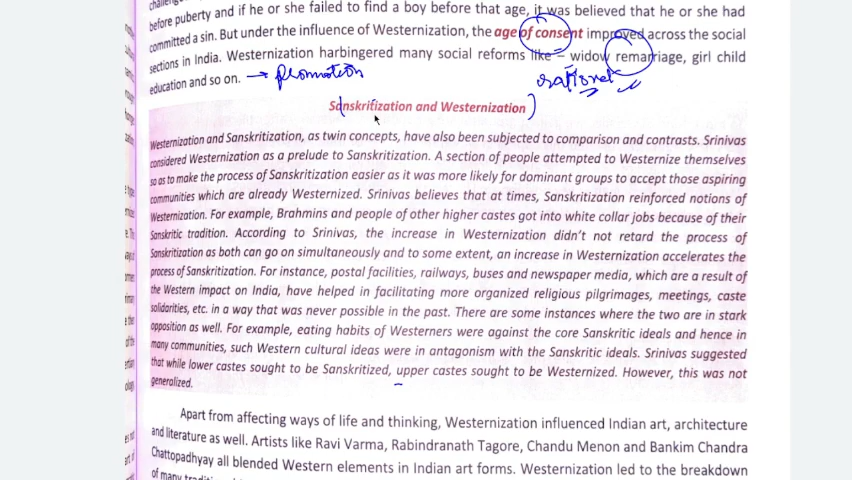 before puberty and if he or she failed to find a boy before that age, it was believed that he or she had
committed a sin. But under the influence of Westernization, the age of consent improved across the social
sections in India. Westernization harbingered many social reforms like – widow remarriage, girl child
education and so on. → promotion
rational
Sanskritization and Westernization
Westernization and Sanskritization, as twin concepts, have also been subjected to comparison and contrasts. Srinivas
considered Westernization as a prelude to Sanskritization. A section of people attempted to Westernize themselves
so as to make the process of Sanskritization easier as it was more likely for dominant groups to accept those aspiring
communities which are already Westernized. Srinivas believes that at times, Sanskritization reinforced notions of
Westernization. For example, Brahmins and people of other higher castes got into white collar jobs because of their
Sanskritic tradition. According to Srinivas, the increase in Westernization didn't not retard the process of
Sanskritization as both can go on simultaneously and to some extent, an increase in Westernization accelerates the
process of Sanskritization. For instance, postal facilities, railways, buses and newspaper media, which are a result of
the Western impact on India, have helped in facilitating more organized religious pilgrimages, meetings, caste
solidarities, etc. in a way that was never possible in the past. There are some instances where the two are in stark
opposition as well. For example, eating habits of Westerners were against the core Sanskritic ideals and hence in
many communities, such Western cultural ideas were in antagonism with the Sanskritic ideals. Srinivas suggested
that while lower castes sought to be Sanskritized, upper castes sought to be Westernized. However, this was not
generalized.
Apart from affecting ways of life and thinking, Westernization influenced Indian art, architecture
and literature as well. Artists like Ravi Varma, Rabindranath Tagore, Chandu Menon and Bankim Chandra
Chattopadhyay all blended Western elements in Indian art forms. Westernization led to the breakdown
of many